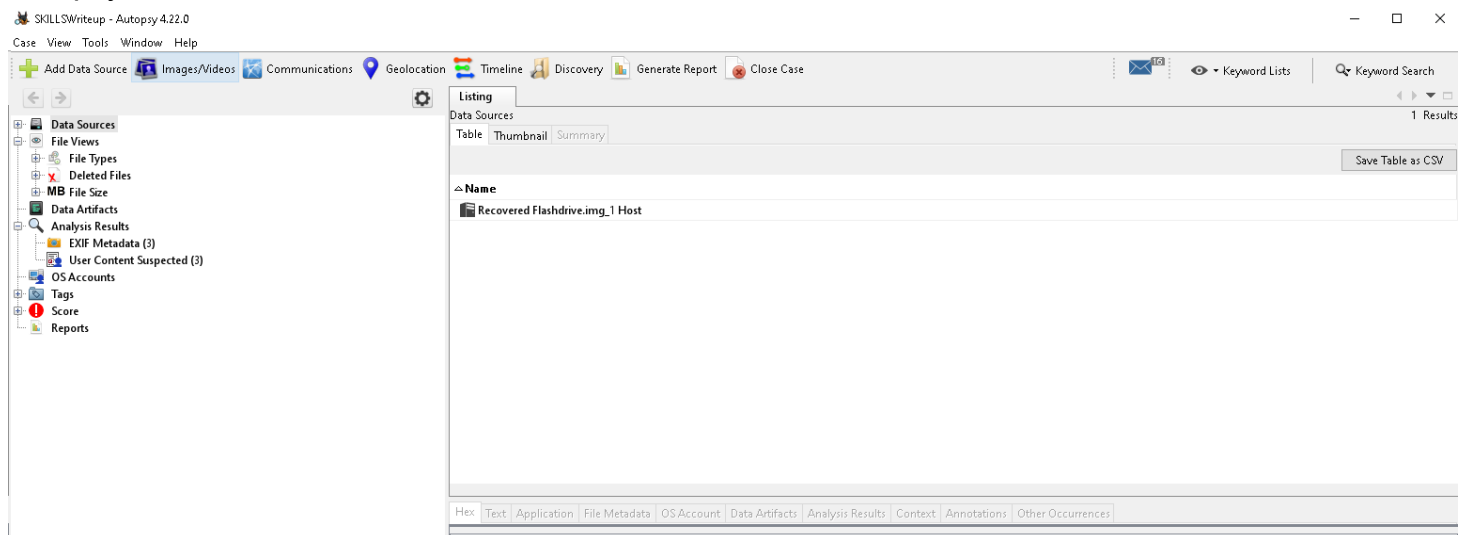 SKILLSWriteup - Autopsy 4.22.0
Case View Tools Window Help
Add Data Source Images/Videos Communications Geolocation Timeline Discovery Generate Report Close Case 16 Keyword Lists Keyword Search
Listing
Data Sources 1 Results
Table Thumbnail Summary
Save Table as CSV
Name
Recovered Flashdrive.img_1 Host
Data Sources
File Views
File Types
Deleted Files
MB File Size
Data Artifacts
Analysis Results
EXIF Metadata (3)
User Content Suspected (3)
OS Accounts
Tags
Score
Reports
Hex Text Application File Metadata OS Account Data Artifacts Analysis Results Context Annotations Other Occurrences